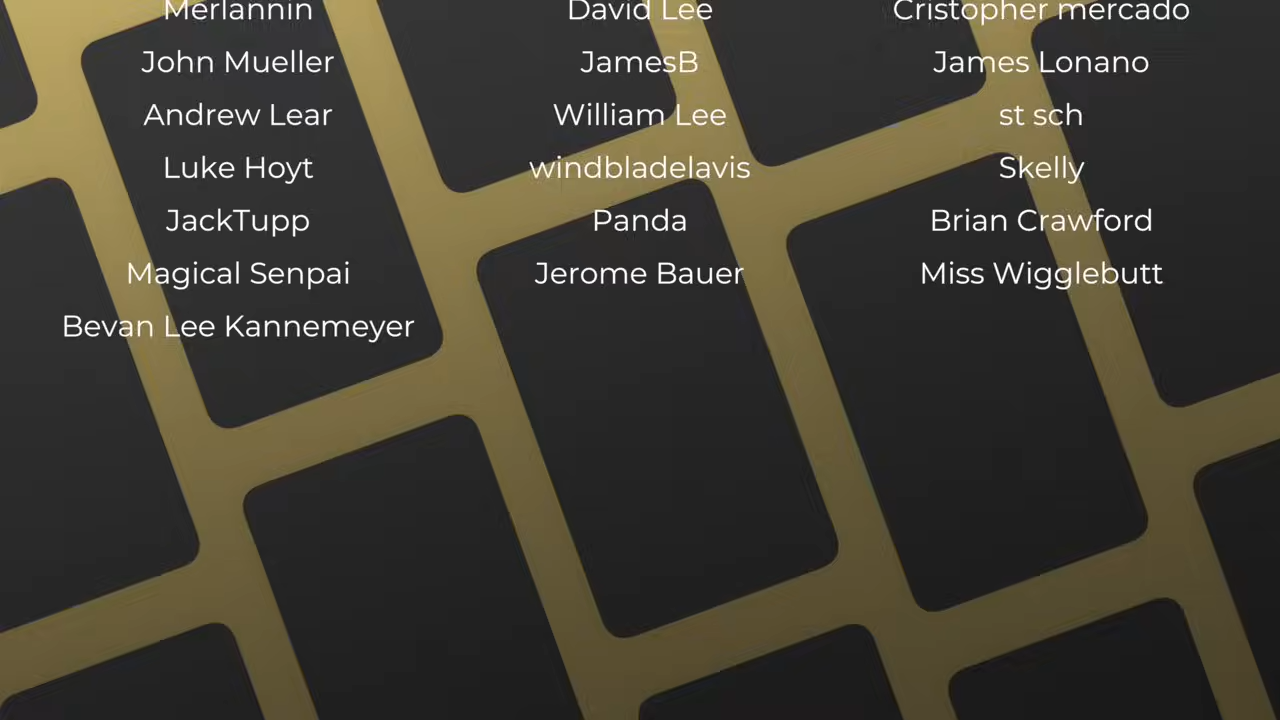 Merlannin David Lee Cristopher mercado
John Mueller JamesB James Lonano
Andrew Lear William Lee st sch
Luke Hoyt windbladelavis Skelly
JackTupp Panda Brian Crawford
Magical Senpai Jerome Bauer Miss Wigglebutt
Bevan Lee Kannemeyer